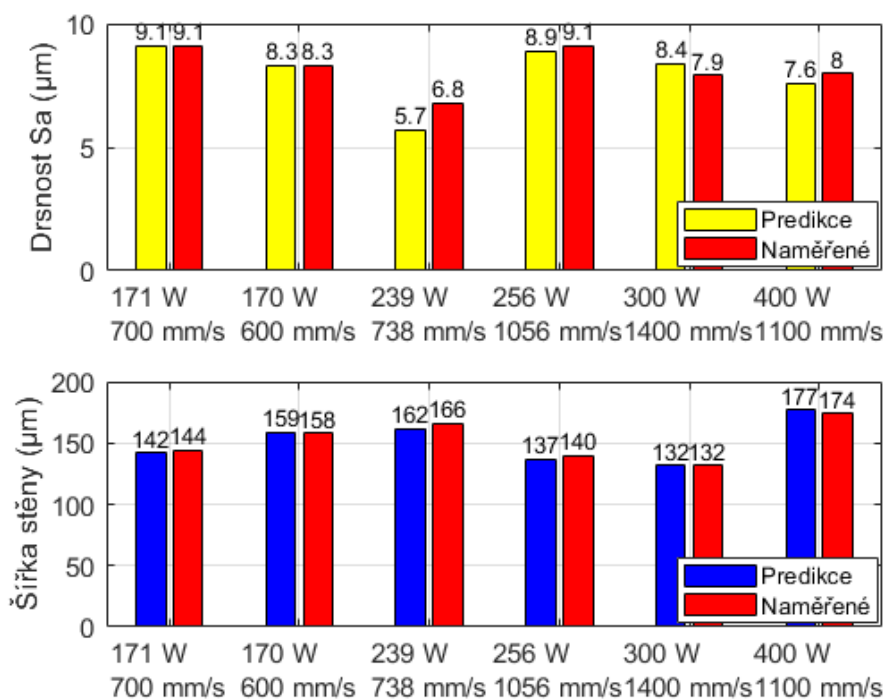 Drsnost Sa (µm)
10
5
0
9.1 9.1 8.3 8.3 5.7 6.8 8.9 9.1 8.4 7.9 7.6 8
Predikce
Naměřené
171 W 170 W 239 W 256 W 300 W 400 W
700 mm/s 600 mm/s 738 mm/s 1056 mm/s 1400 mm/s 1100 mm/s
Šířka stěny (µm)
200
150
100
50
0
142 144 159 158 162 166 137 140 132 132 177 174
Predikce
Naměřené
171 W 170 W 239 W 256 W 300 W 400 W
700 mm/s 600 mm/s 738 mm/s 1056 mm/s 1400 mm/s 1100 mm/s